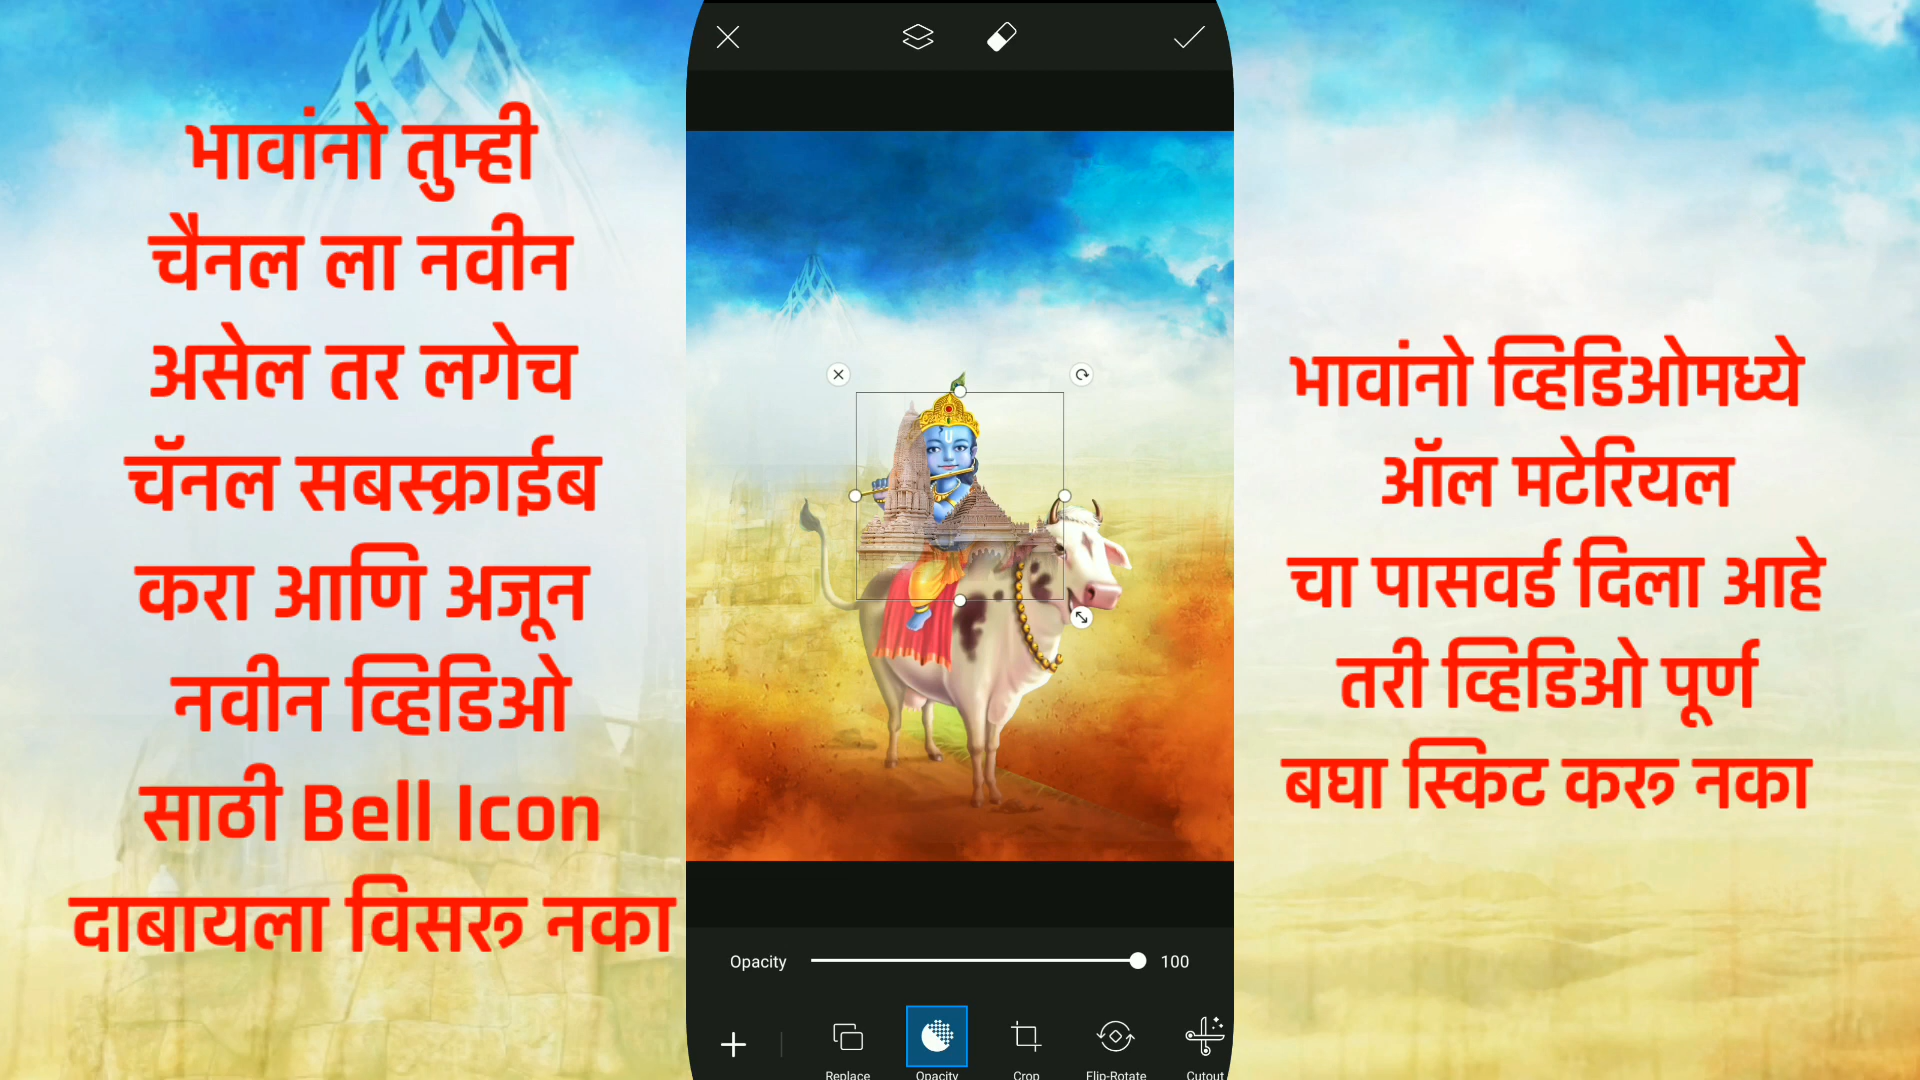 भावांनो तुम्ही
चैनल ला नवीन
असेल तर लगेच
चॅनल सबस्क्राईब
करा आणि अजून
नवीन व्हिडिओ
साठी Bell Icon
दाबायला विसरू नका
भावांनो व्हिडिओमध्ये
ऑल मटेरियल
चा पासवर्ड दिला आहे
तरी व्हिडिओ पूर्ण
बघा स्किट करू नका
Opacity 100
Replace Opacity Crop Flip-Rotate Cutout